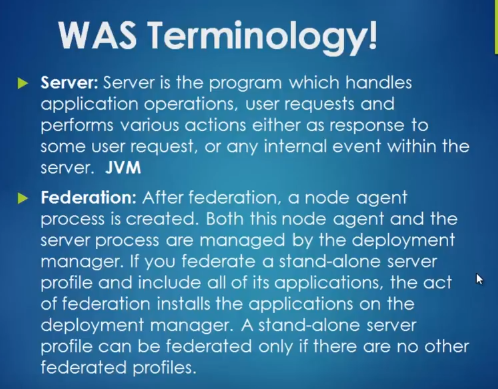 WAS Terminology!
Server: Server is the program which handles
application operations, user requests and
performs various actions either as response to
some user request, or any internal event within the
server. JVM
Federation: After federation, a node agent
process is created. Both this node agent and the
server process are managed by the deployment
manager. If you federate a stand-alone server
profile and include all of its applications, the act
of federation installs the applications on the
deployment manager. A stand-alone server
profile can be federated only if there are no other
federated profiles.